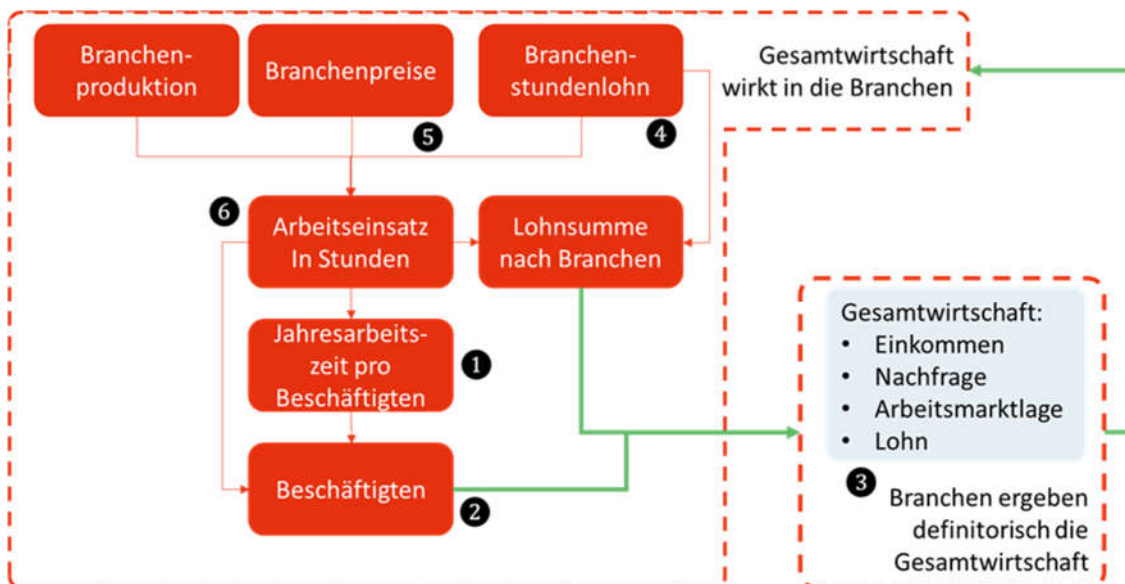 Branchen-
produktion
Branchenpreise
Branchen-
stundenlohn
Gesamtwirtschaft
wirkt in die Branchen
5
4
6
Arbeitseinsatz
In Stunden
Lohnsumme
nach Branchen
Jahresarbeits-
zeit pro
Beschäftigten
1
Beschäftigten
2
Gesamtwirtschaft:
• Einkommen
• Nachfrage
• Arbeitsmarktlage
• Lohn
3
Branchen ergeben
definitorisch die
Gesamtwirtschaft